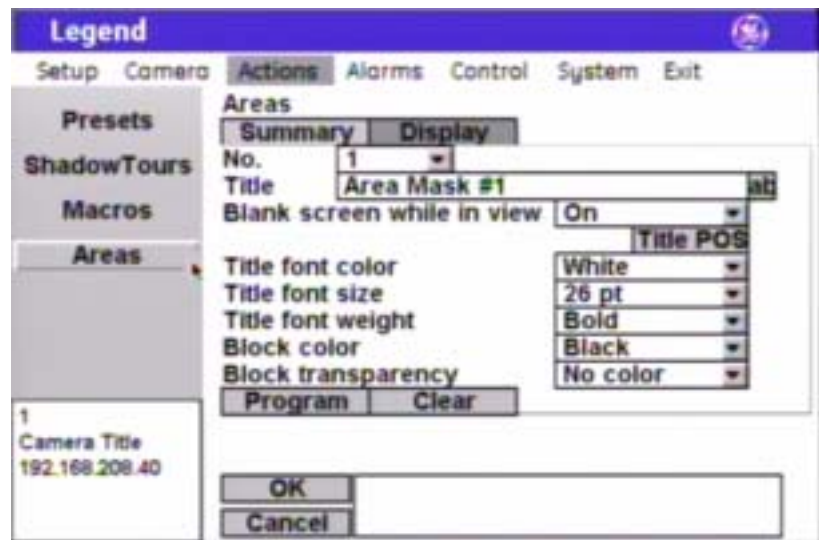 Legend
Setup Camera Actions Alarms Control System Exit
Presets
ShadowTours
Macros
Areas
Areas
Summary Display
No. 1
Title Area Mask #1 ab
Blank screen while in view On
Title POS
Title font color White
Title font size 26 pt
Title font weight Bold
Block color Black
Block transparency No color
Program Clear
1
Camera Title
192.168.208.40
OK
Cancel